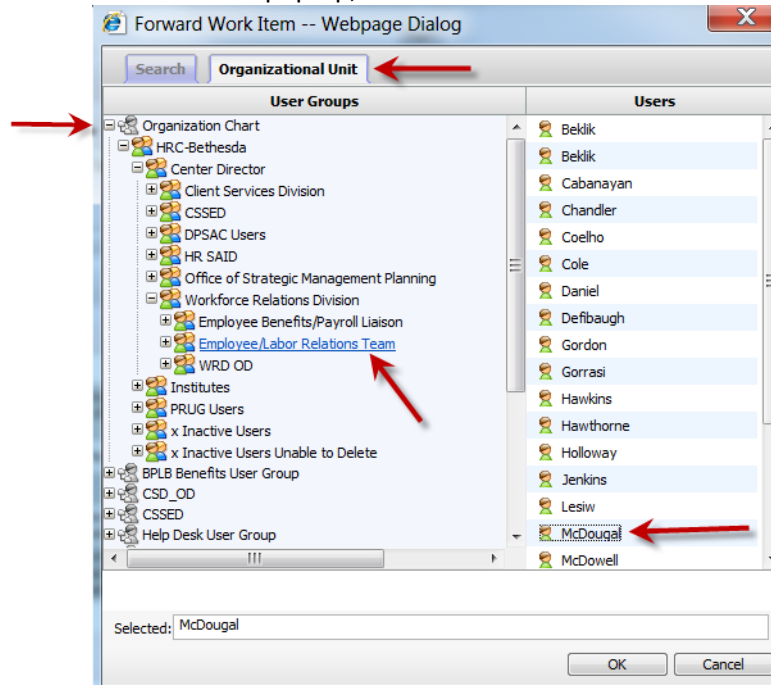 Forward Work Item -- Webpage Dialog
X
Search
Organizational Unit
User Groups
Users
Organization Chart
HRC-Bethesda
Center Director
Client Services Division
CSSED
DPSAC Users
HR SAID
Office of Strategic Management Planning
Workforce Relations Division
Employee Benefits/Payroll Liaison
Employee/Labor Relations Team
WRD OD
Institutes
PRUG Users
x Inactive Users
x Inactive Users Unable to Delete
BPLB Benefits User Group
CSD_OD
CSSED
Help Desk User Group
Beklik
Beklik
Cabanayan
Chandler
Coelho
Cole
Daniel
Defibaugh
Gordon
Gorrasi
Hawkins
Hawthorne
Holloway
Jenkins
Lesiw
McDougal
McDowell
Selected: McDougal
OK
Cancel